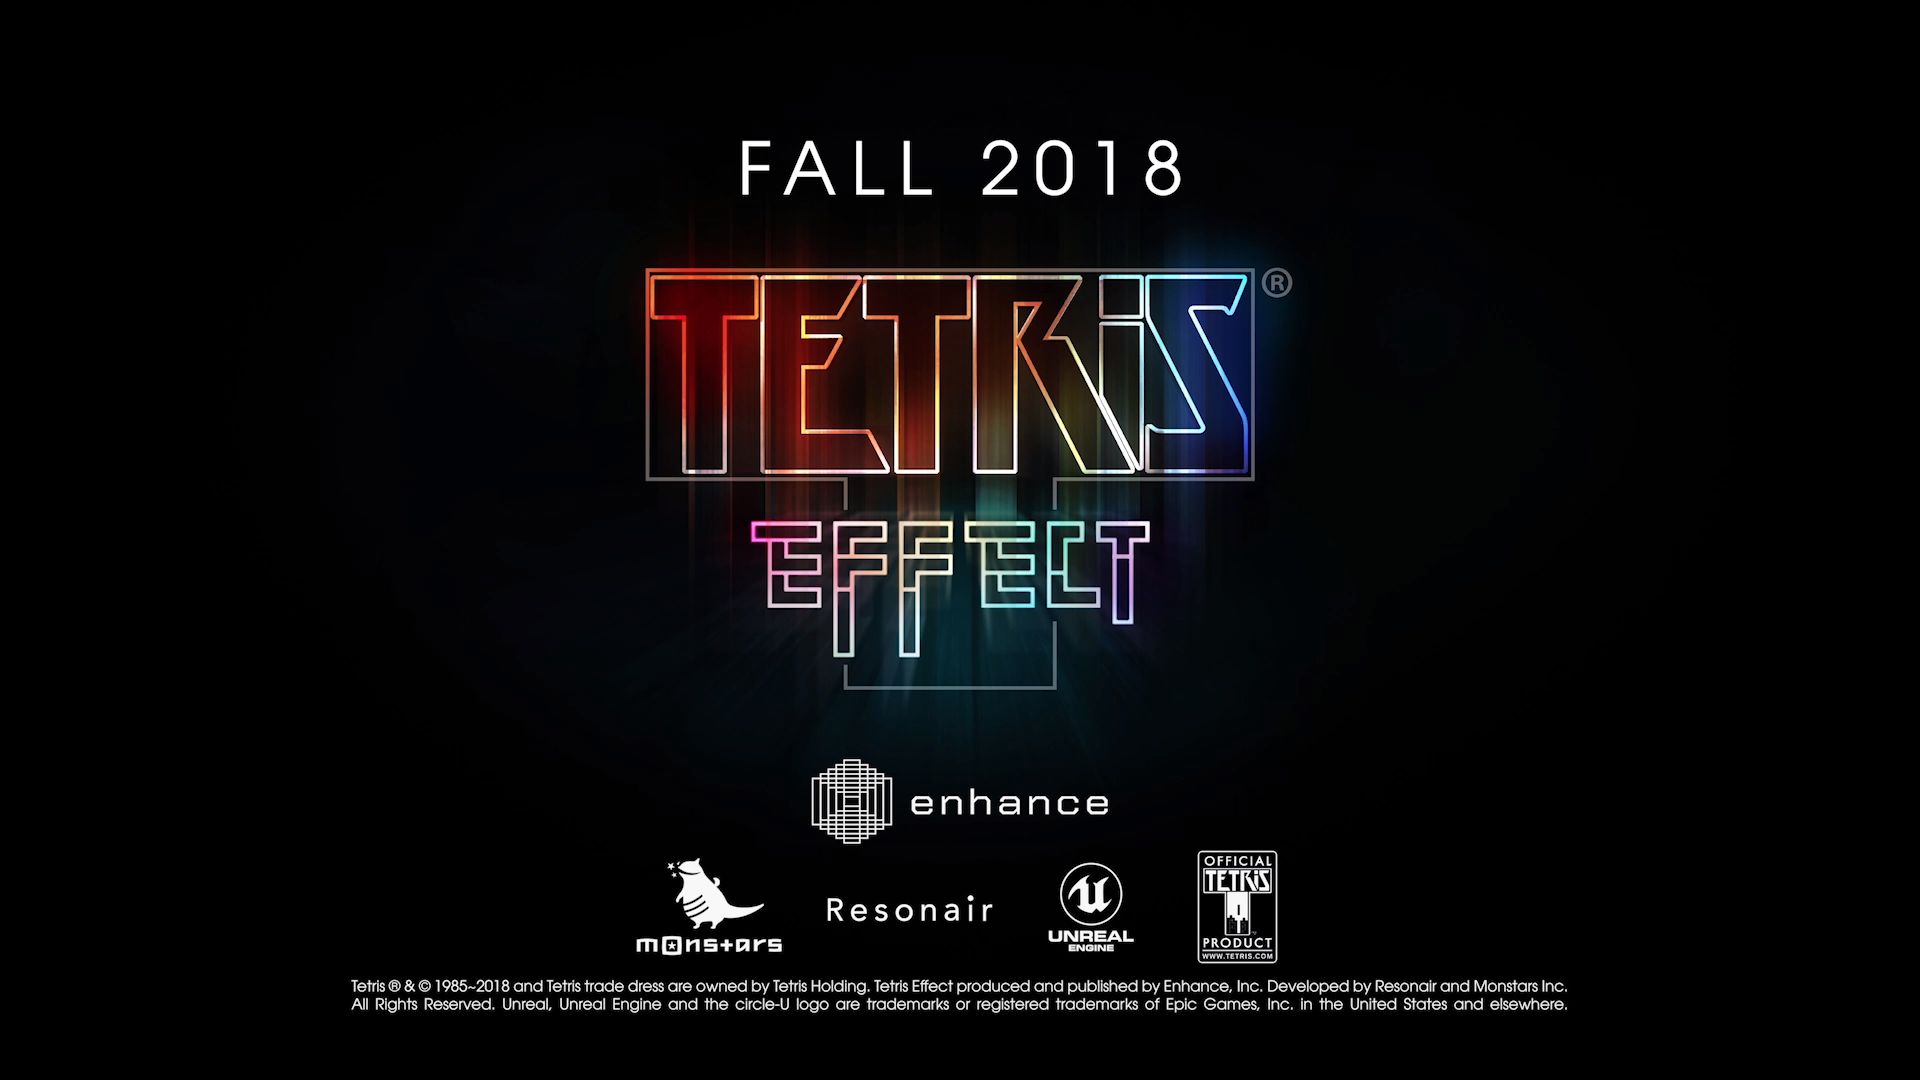 FALL 2018
TETRiS ®
EFFECT
enhance
monstars
Resonair
UNREAL
ENGINE
OFFICIAL
TETRiS
PRODUCT
WWW.TETRIS.COM
Tetris ® & © 1985~2018 and Tetris trade dress are owned by Tetris Holding. Tetris Effect produced and published by Enhance, Inc. Developed by Resonair and Monstars Inc.
All Rights Reserved. Unreal, Unreal Engine and the circle-U logo are trademarks or registered trademarks of Epic Games, Inc. in the United States and elsewhere.